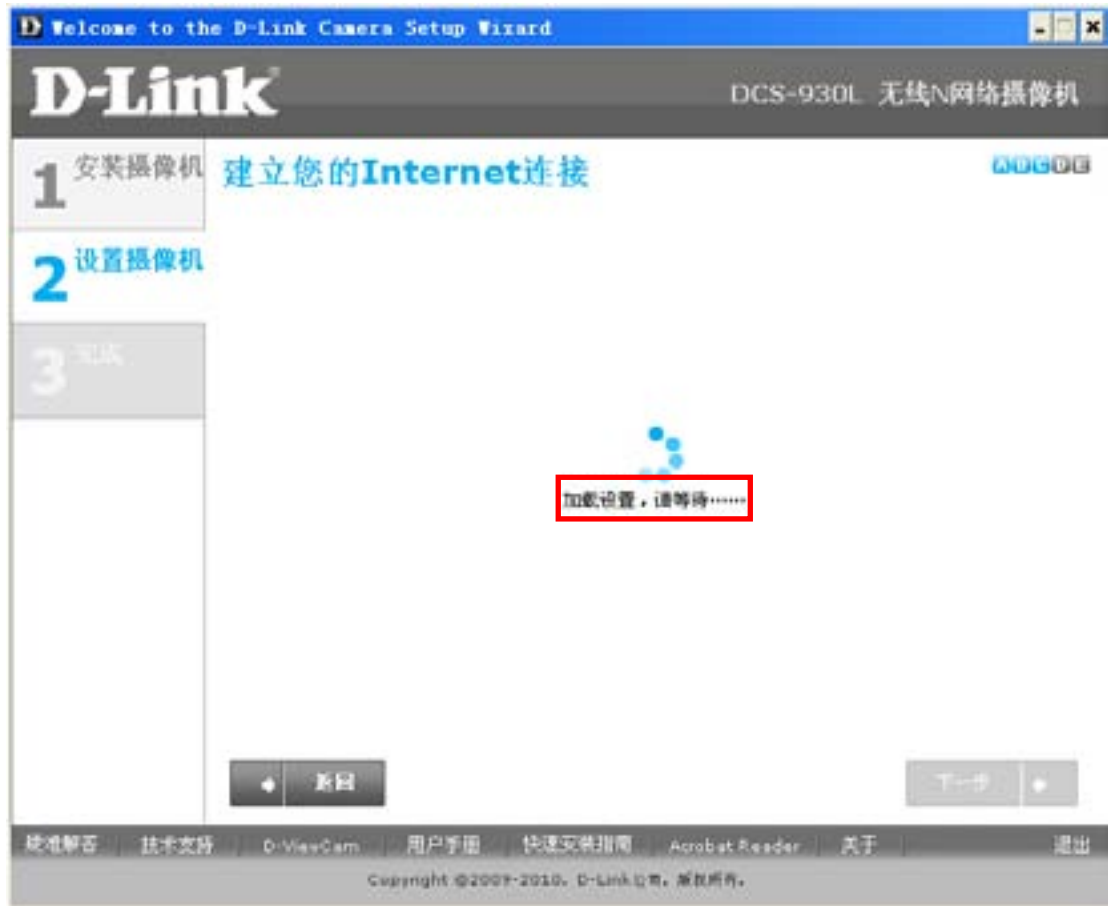 Welcome to the D-Link Camera Setup Wizard
D-Link
DCS-930L 无线N网络摄像机
1 安装摄像机
建立您的Internet连接
A B C D E
2 设置摄像机
3 完成
加载设置，请等待……
返回
下一步
疑难解答 技术支持 D-ViewCam 用户手册 快速安装指南 Acrobat Reader 关于 退出
Copyright @2009-2010. D-Link公司。版权所有。